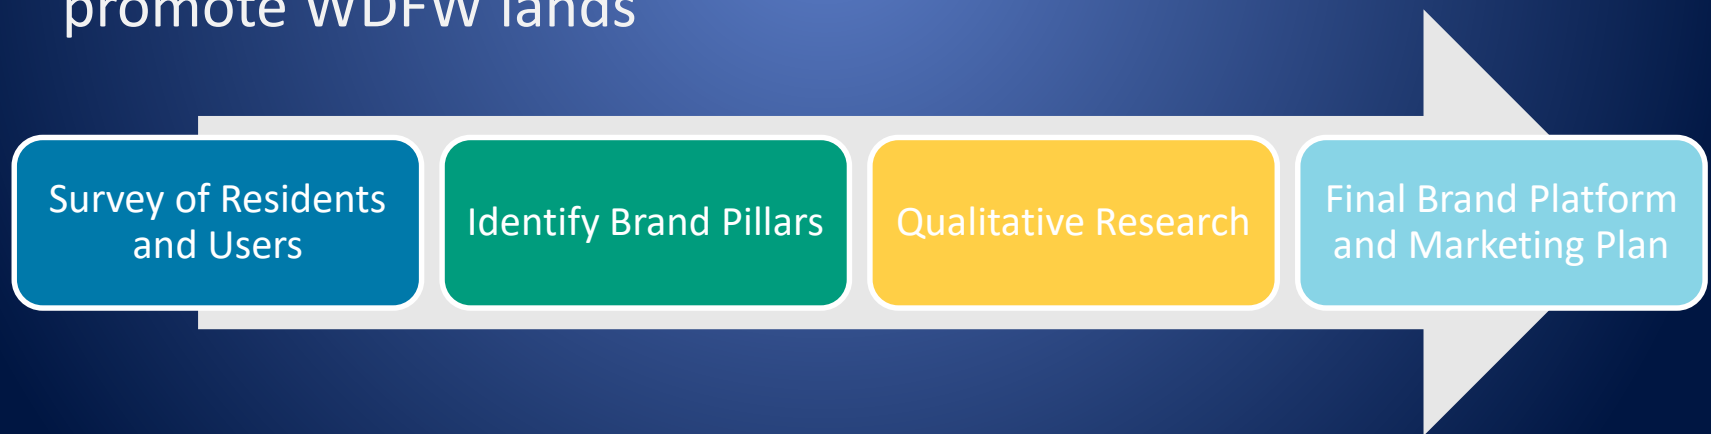 promote WDFW lands
Survey of Residents
and Users
Identify Brand Pillars
Qualitative Research
Final Brand Platform
and Marketing Plan